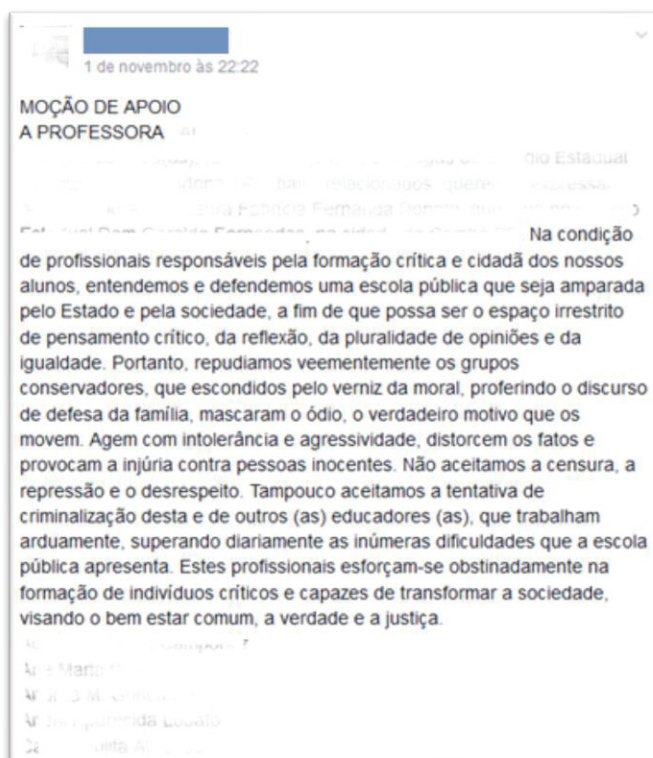 1 de novembro às 22:22
MOÇÃO DE APOIO
A PROFESSORA
Estadual
relacionados querem expressar
Fernanda
Na condição
de profissionais responsáveis pela formação crítica e cidadã dos nossos
alunos, entendemos e defendemos uma escola pública que seja amparada
pelo Estado e pela sociedade, a fim de que possa ser o espaço irrestrito
de pensamento crítico, da reflexão, da pluralidade de opiniões e da
igualdade. Portanto, repudiamos veementemente os grupos
conservadores, que escondidos pelo verniz da moral, proferindo o discurso
de defesa da família, mascaram o ódio, o verdadeiro motivo que os
movem. Agem com intolerância e agressividade, distorcem os fatos e
provocam a injúria contra pessoas inocentes. Não aceitamos a censura, a
repressão e o desrespeito. Tampouco aceitamos a tentativa de
criminalização desta e de outros (as) educadores (as), que trabalham
arduamente, superando diariamente as inúmeras dificuldades que a escola
pública apresenta. Estes profissionais esforçam-se obstinadamente na
formação de indivíduos críticos e capazes de transformar a sociedade,
visando o bem estar comum, a verdade e a justiça.